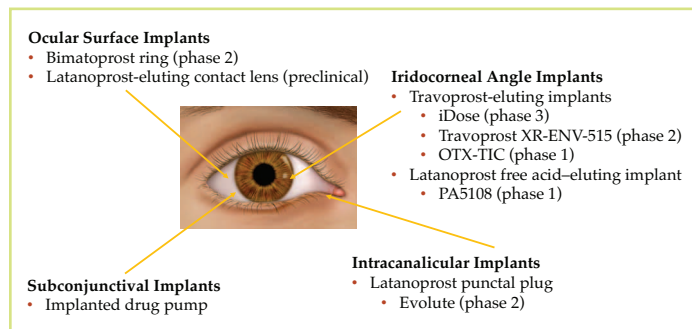 Ocular Surface Implants
• Bimatoprost ring (phase 2)
• Latanoprost-eluting contact lens (preclinical)
Iridocorneal Angle Implants
• Travoprost-eluting implants
• iDose (phase 3)
• Travoprost XR-ENV-515 (phase 2)
• OTX-TIC (phase 1)
• Latanoprost free acid–eluting implant
• PA5108 (phase 1)
Subconjunctival Implants
• Implanted drug pump
Intracanalicular Implants
• Latanoprost punctal plug
• Evolute (phase 2)